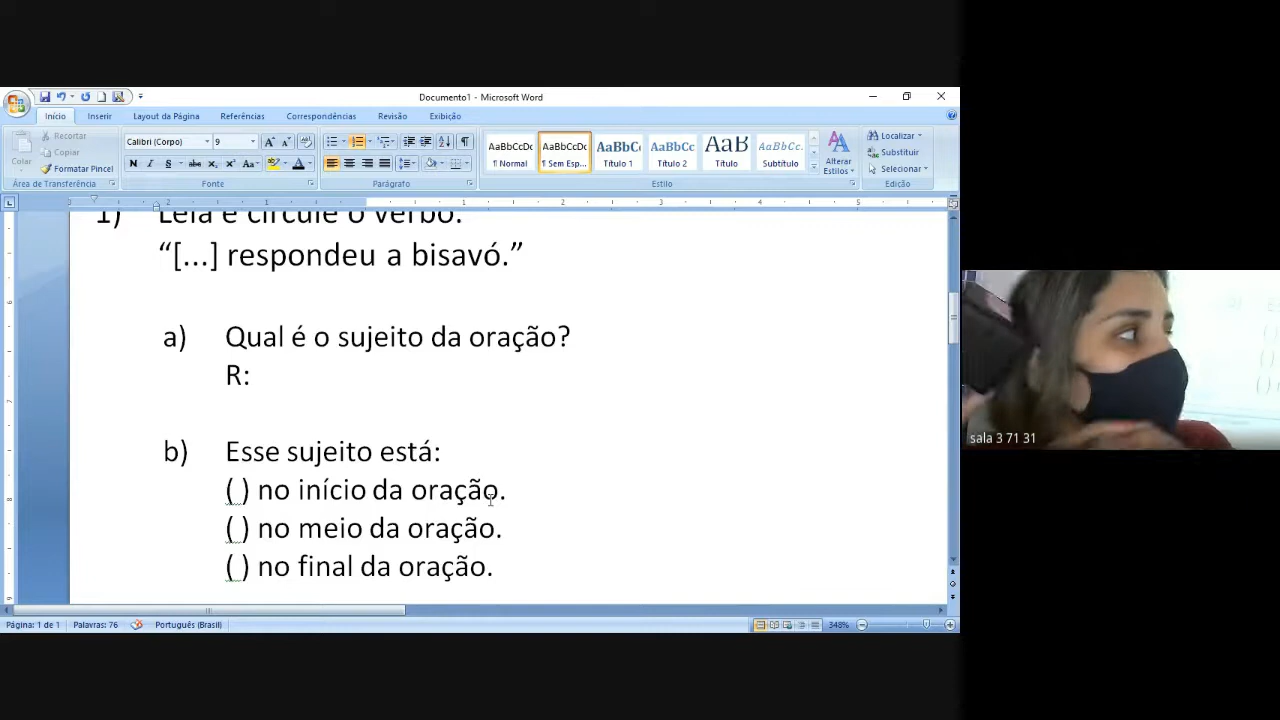 Documento1 - Microsoft Word
Início Inserir Layout da Página Referências Correspondências Revisão Exibição
Colar
Recortar
Copiar
Formatar Pincel
Área de Transferência
Calibri (Corpo) 9
Fonte
Parágrafo
AaBbCcDc
¶ Normal
AaBbCcDc
¶ Sem Esp...
AaBbCc
Título 1
AaBbCc
Título 2
AaB
Título
AaBbCc.
Subtítulo
Alterar Estilos
Estilo
Localizar
Substituir
Selecionar
Edição
1) Leia e circule o verbo.
“[...] respondeu a bisavó.”
a) Qual é o sujeito da oração?
R:
b) Esse sujeito está:
( ) no início da oração.
( ) no meio da oração.
( ) no final da oração.
Página: 1 de 1 Palavras: 76 Português (Brasil) 348%
sala 3 71 31